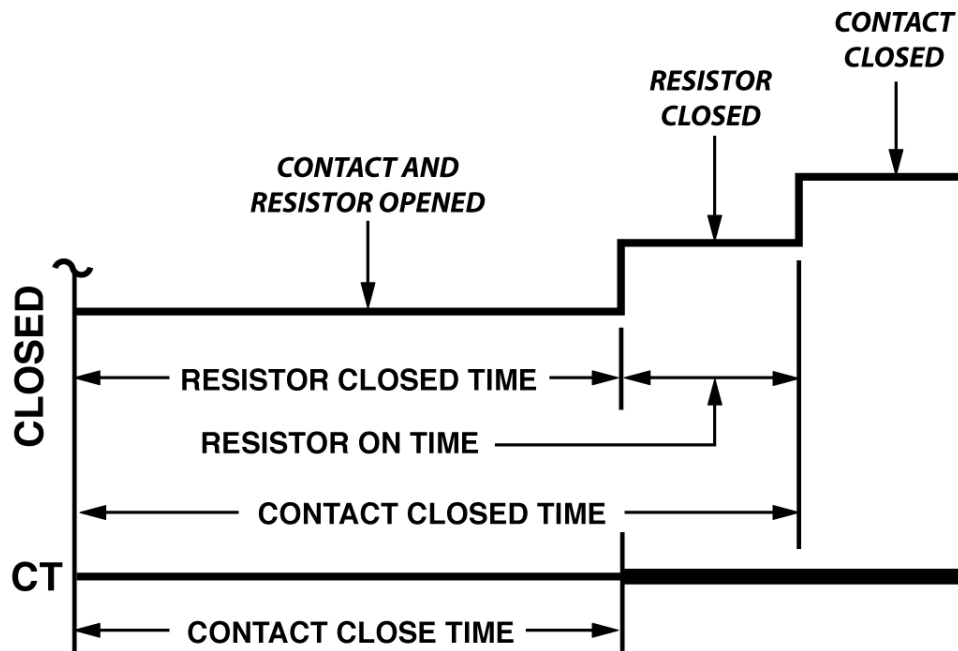 CONTACT
CLOSED
RESISTOR
CLOSED
CONTACT AND
RESISTOR OPENED
CLOSED
RESISTOR CLOSED TIME
RESISTOR ON TIME
CONTACT CLOSED TIME
CT
CONTACT CLOSE TIME